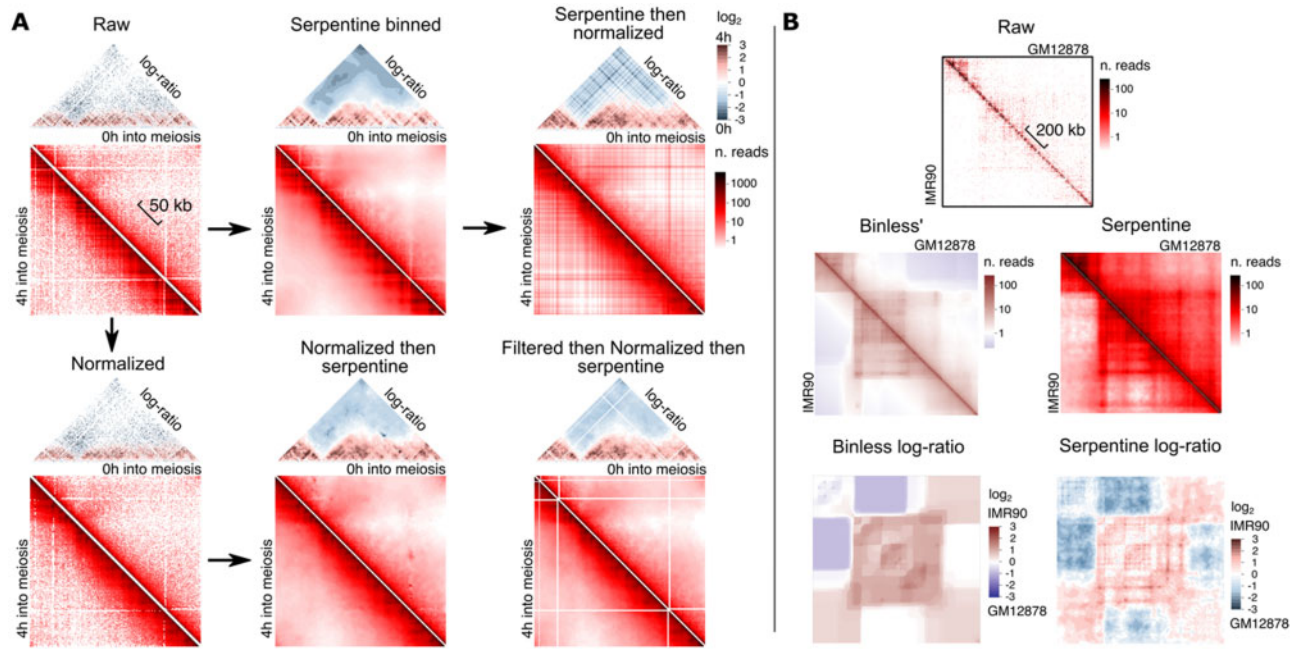 A
Raw
log-ratio
0h into meiosis
4h into meiosis
50 kb
Serpentine binned
log-ratio
0h into meiosis
4h into meiosis
Serpentine then
normalized
log-ratio
0h into meiosis
4h into meiosis
log₂
4h
3
2
1
0
-1
-2
-3
0h
n. reads
1000
100
10
1
Normalized
log-ratio
0h into meiosis
4h into meiosis
Normalized then
serpentine
log-ratio
0h into meiosis
4h into meiosis
Filtered then Normalized then
serpentine
log-ratio
0h into meiosis
4h into meiosis
B
Raw
GM12878
IMR90
200 kb
n. reads
100
10
1
Binless'
GM12878
IMR90
n. reads
100
10
1
Serpentine
GM12878
IMR90
n. reads
100
10
1
Binless log-ratio
log₂
IMR90
3
2
1
0
-1
-2
-3
GM12878
Serpentine log-ratio
log₂
IMR90
3
2
1
0
-1
-2
-3
GM12878